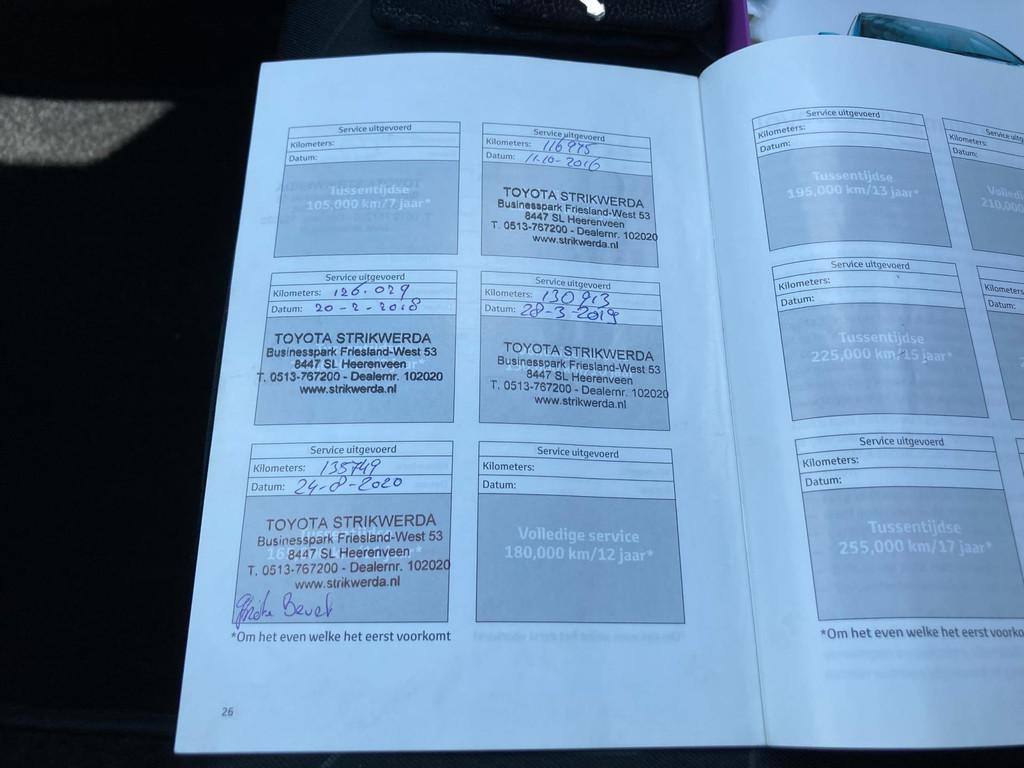 Service uitgevoerd
Kilometers:
Datum:
Tussentijdse
105,000 km/7 jaar*
Service uitgevoerd
Kilometers: 116975
Datum: 11.10-2016
TOYOTA STRIKWERDA
Businesspark Friesland-West 53
8447 SL Heerenveen
T. 0513-767200 - Dealernr. 102020
www.strikwerda.nl
Service uitgevoerd
Kilometers: 126.029
Datum: 20-2-2018
TOYOTA STRIKWERDA
Businesspark Friesland-West 53
8447 SL Heerenveen
T. 0513-767200 - Dealernr. 102020
www.strikwerda.nl
Service uitgevoerd
Kilometers: 130913
Datum: 28-3-2019
TOYOTA STRIKWERDA
Businesspark Friesland-West 53
8447 SL Heerenveen
T. 0513-767200 - Dealernr. 102020
www.strikwerda.nl
Service uitgevoerd
Kilometers: 135749
Datum: 24-8-2020
TOYOTA STRIKWERDA
Businesspark Friesland-West 53
8447 SL Heerenveen
T. 0513-767200 - Dealernr. 102020
www.strikwerda.nl
Service uitgevoerd
Kilometers:
Datum:
Volledige service
180,000 km/12 jaar*
*Om het even welke het eerst voorkomt
26
Service uitgevoerd
Kilometers:
Datum:
Tussentijdse
195,000 km/13 jaar*
Service
Kilometers:
Datum:
210,000
Service uitgevoerd
Kilometers:
Datum:
Tussentijdse
225,000 km/15 jaar*
Kilometers:
Datum:
Service uitgevoerd
Kilometers:
Datum:
Tussentijdse
255,000 km/17 jaar*
*Om het even welke het eerst